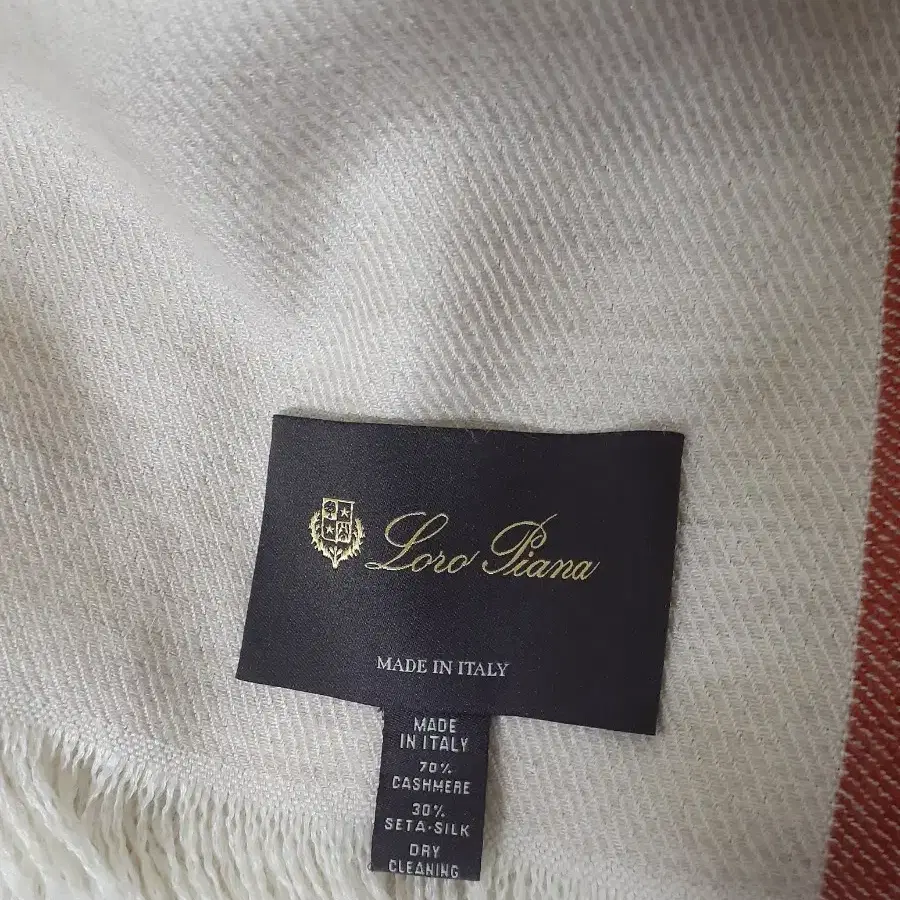 Loro Piana
MADE IN ITALY
MADE
IN ITALY
70%
CASHMERE
30%
SETA·SILK
DRY
CLEANING